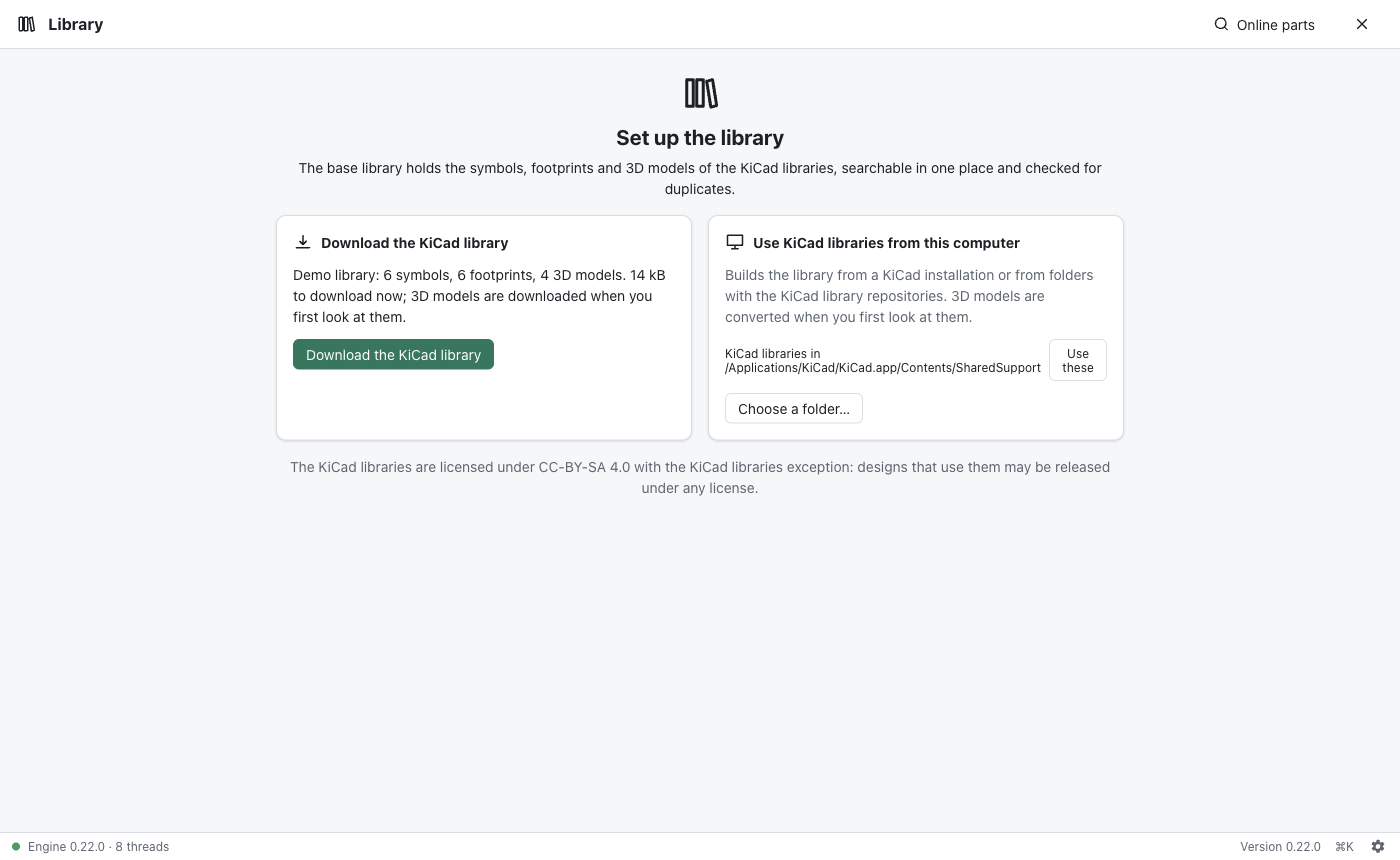 Library
Online parts
Set up the library
The base library holds the symbols, footprints and 3D models of the KiCad libraries, searchable in one place and checked for
duplicates.
Download the KiCad library
Demo library: 6 symbols, 6 footprints, 4 3D models. 14 kB
to download now; 3D models are downloaded when you
first look at them.
Download the KiCad library
Use KiCad libraries from this computer
Builds the library from a KiCad installation or from folders
with the KiCad library repositories. 3D models are
converted when you first look at them.
KiCad libraries in
/Applications/KiCad/KiCad.app/Contents/SharedSupport
Use
these
Choose a folder...
The KiCad libraries are licensed under CC-BY-SA 4.0 with the KiCad libraries exception: designs that use them may be released
under any license.
Engine 0.22.0 · 8 threads
Version 0.22.0
⌘K